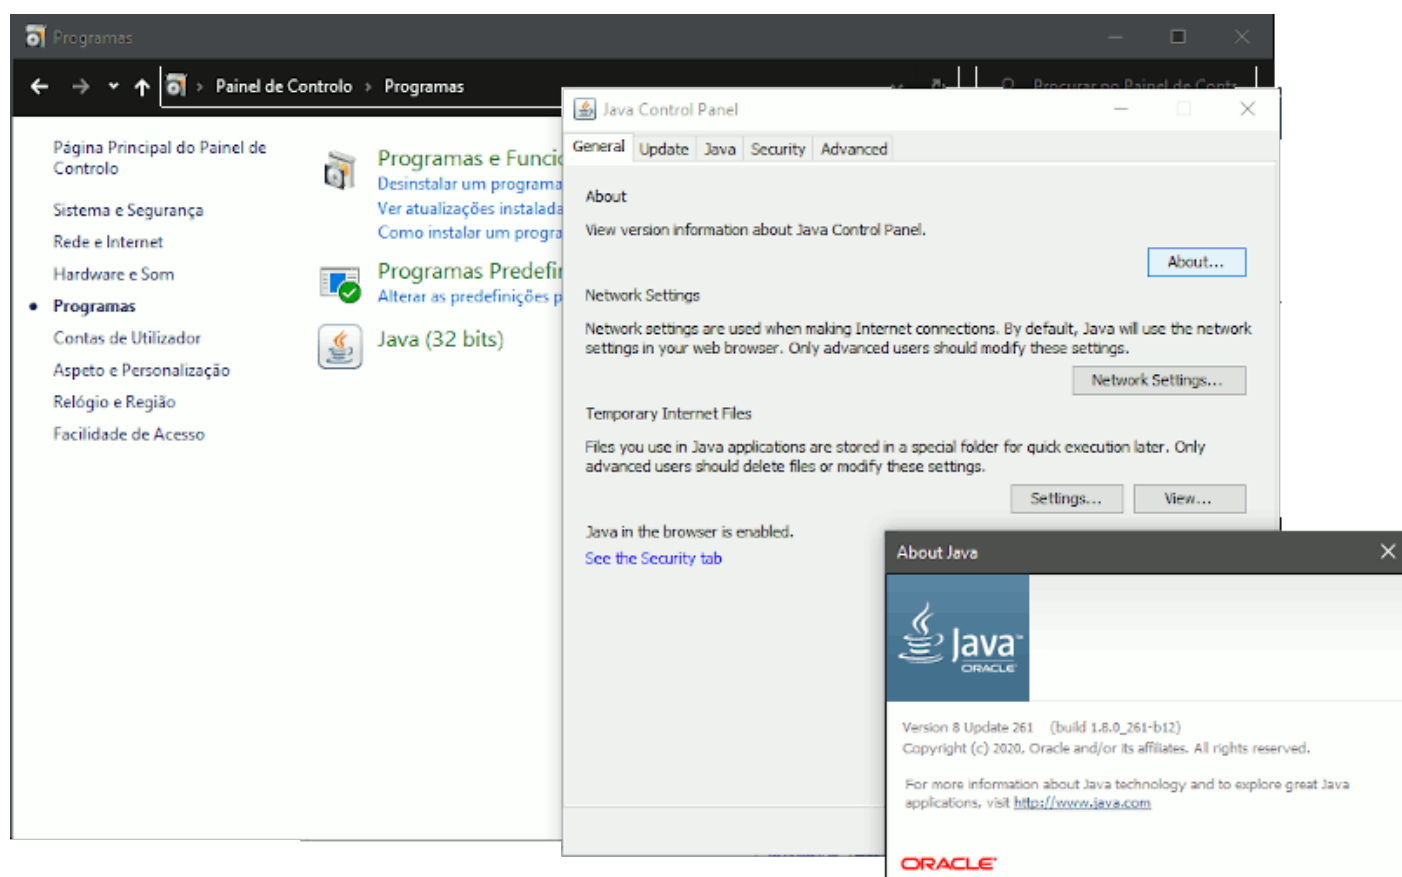 Programas
Painel de Controlo > Programas
Procurar no Painel de Contr
Página Principal do Painel de
Controlo
Sistema e Segurança
Rede e Internet
Hardware e Som
Programas
Contas de Utilizador
Aspeto e Personalização
Relógio e Região
Facilidade de Acesso
Programas e Funci
Desinstalar um programa
Ver atualizações instalada
Como instalar um progra
Programas Predefi
Alterar as predefinições p
Java (32 bits)
Java Control Panel
General Update Java Security Advanced
About
View version information about Java Control Panel.
About...
Network Settings
Network settings are used when making Internet connections. By default, Java will use the network
settings in your web browser. Only advanced users should modify these settings.
Network Settings...
Temporary Internet Files
Files you use in Java applications are stored in a special folder for quick execution later. Only
advanced users should delete files or modify these settings.
Settings... View...
Java in the browser is enabled.
See the Security tab
About Java
Java™
ORACLE
Version 8 Update 261 (build 1.8.0_261-b12)
Copyright (c) 2020, Oracle and/or its affiliates. All rights reserved.
For more information about Java technology and to explore great Java
applications, visit http://www.java.com
ORACLE